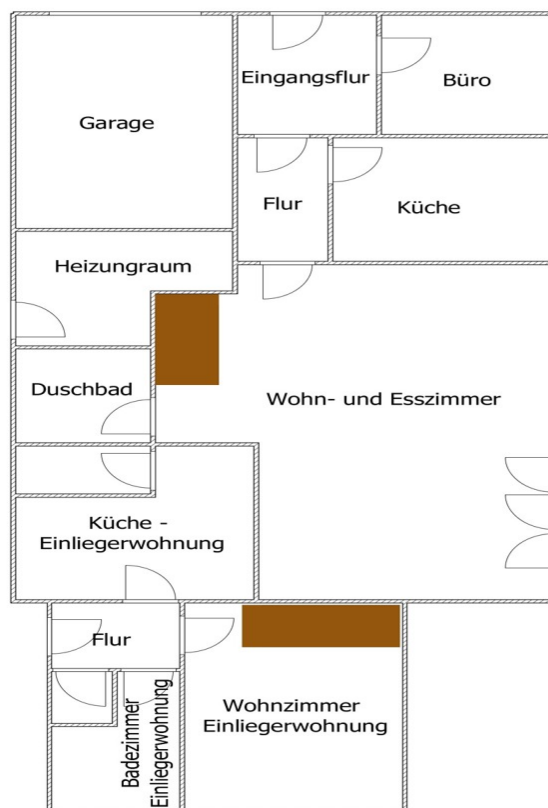 Eingangsflur
Büro
Garage
Flur
Küche
Heizungraum
Duschbad
Wohn- und Esszimmer
Küche -
Einliegerwohnung
Flur
Wohnzimmer
Einliegerwohnung
Badezimmer
Einliegerwohnung